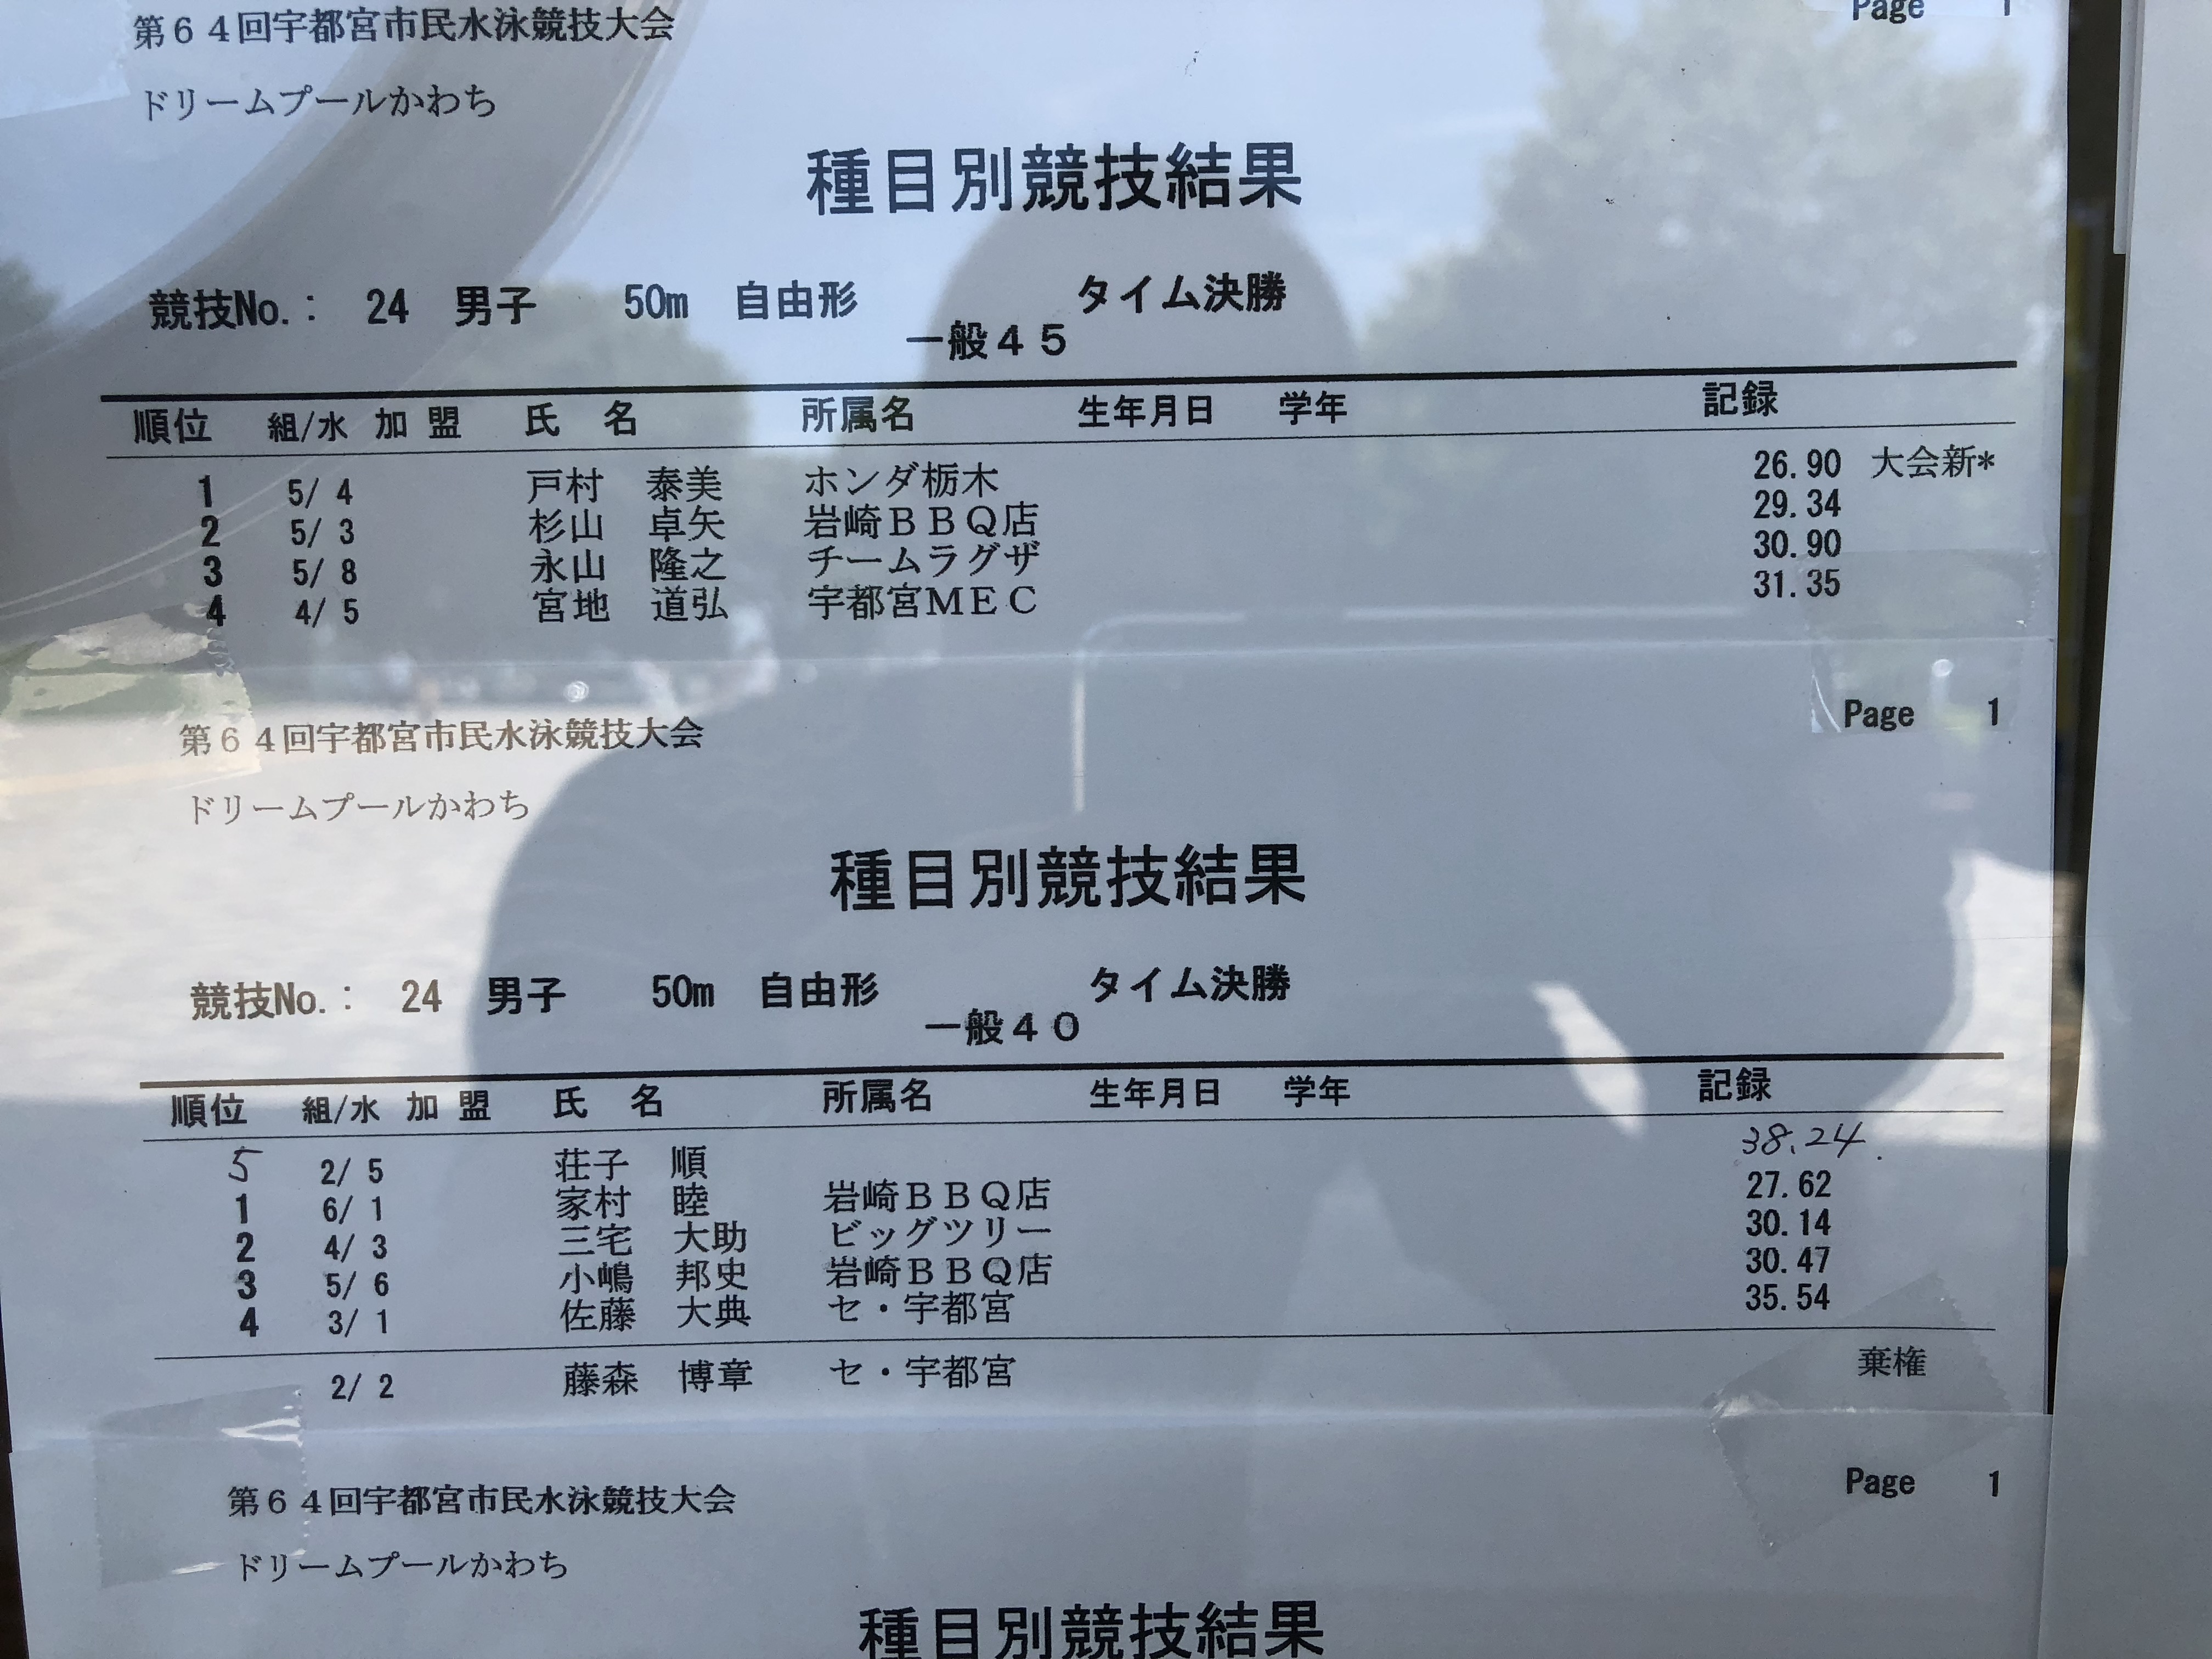 第６４回宇都宮市民水泳競技大会 Page 1
ドリームプールかわち
種目別競技結果
競技No.： 24 男子 50m 自由形 タイム決勝
一般４５
順位 組/水 加盟 氏 名 所属名 生年月日 学年 記録
1 5/ 4 戸村 泰美 ホンダ栃木 26.90 大会新*
2 5/ 3 杉山 卓矢 岩崎ＢＢＱ店 29.34
3 5/ 8 永山 隆之 チームラグザ 30.90
4 4/ 5 宮地 道弘 宇都宮ＭＥＣ 31.35
第６４回宇都宮市民水泳競技大会 Page 1
ドリームプールかわち
種目別競技結果
競技No.： 24 男子 50m 自由形 タイム決勝
一般４０
順位 組/水 加盟 氏 名 所属名 生年月日 学年 記録
5 2/ 5 荘子 順 38.24.
1 6/ 1 家村 睦 岩崎ＢＢＱ店 27.62
2 4/ 3 三宅 大助 ビッグツリー 30.14
3 5/ 6 小嶋 邦史 岩崎ＢＢＱ店 30.47
4 3/ 1 佐藤 大典 セ・宇都宮 35.54
2/ 2 藤森 博章 セ・宇都宮 棄権
第６４回宇都宮市民水泳競技大会 Page 1
ドリームプールかわち
種目別競技結果